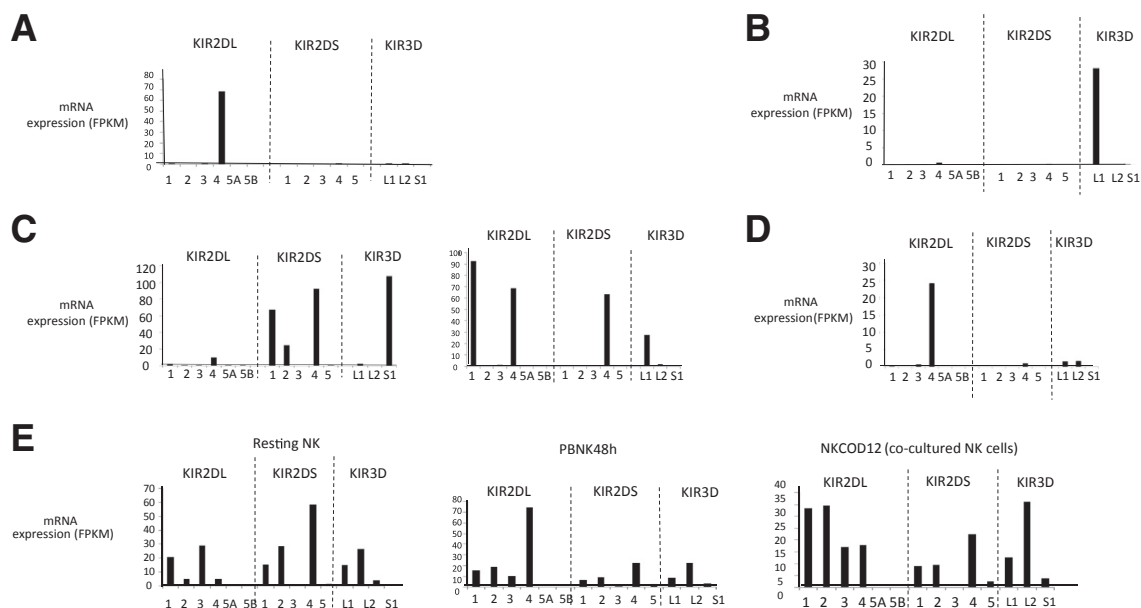 A
KIR2DL KIR2DS KIR3D
mRNA
expression (FPKM)
80
70
60
50
40
30
20
10
0
1 2 3 4 5A 5B 1 2 3 4 5 L1 L2 S1
B
KIR2DL KIR2DS KIR3D
mRNA
expression (FPKM)
30
25
20
15
10
5
0
1 2 3 4 5A 5B 1 2 3 4 5 L1 L2 S1
C
KIR2DL KIR2DS KIR3D
mRNA
expression (FPKM)
120
100
80
60
40
20
0
1 2 3 4 5A 5B 1 2 3 4 5 L1 L2 S1
KIR2DL KIR2DS KIR3D
100
90
80
70
60
50
40
30
20
10
0
1 2 3 4 5A 5B 1 2 3 4 5 L1 L2 S1
D
KIR2DL KIR2DS KIR3D
mRNA
expression(FPKM)
30
25
20
15
10
5
0
1 2 3 4 5A 5B 1 2 3 4 5 L1 L2 S1
E
Resting NK
KIR2DL KIR2DS KIR3D
mRNA
expression (FPKM)
70
60
50
40
30
20
10
0
1 2 3 4 5A 5B 1 2 3 4 5 L1 L2 S1
PBNK48h
KIR2DL KIR2DS KIR3D
80
70
60
50
40
30
20
10
0
1 2 3 4 5A 5B 1 2 3 4 5 L1 L2 S1
NKCOD12 (co-cultured NK cells)
KIR2DL KIR2DS KIR3D
40
35
30
25
20
15
10
5
0
1 2 3 4 5A 5B 1 2 3 4 5 L1 L2 S1